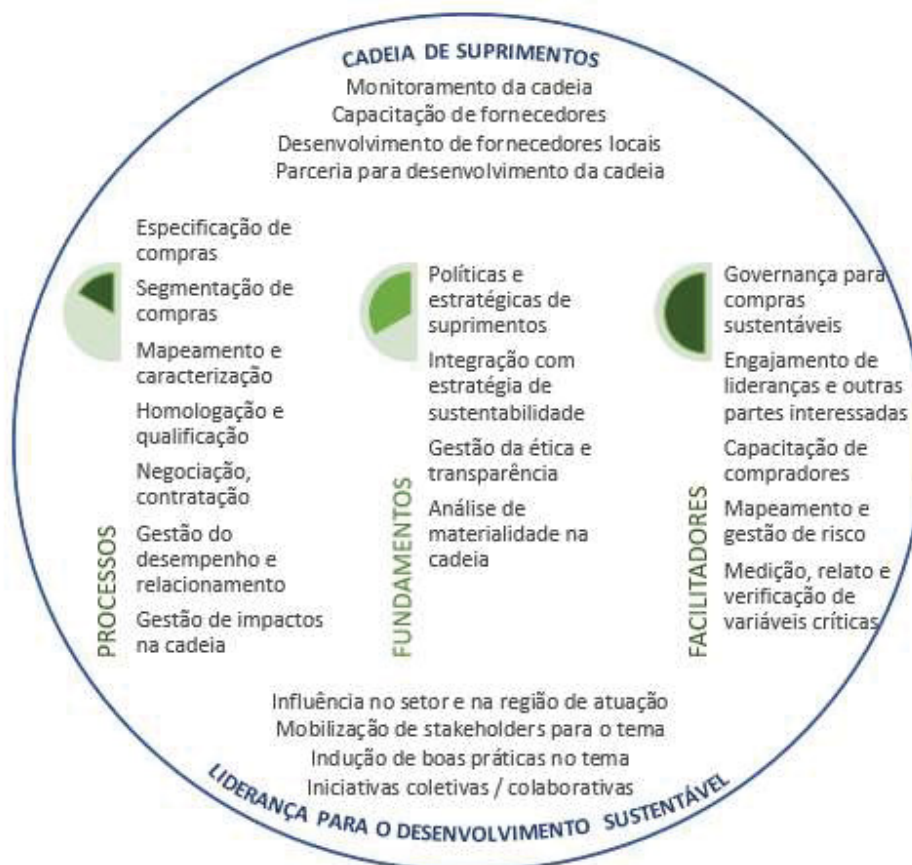 CADEIA DE SUPRIMENTOS
Monitoramento da cadeia
Capacitação de fornecedores
Desenvolvimento de fornecedores locais
Parceria para desenvolvimento da cadeia
PROCESSOS
Especificação de
compras
Segmentação de
compras
Mapeamento e
caracterização
Homologação e
qualificação
Negociação,
contratação
Gestão do
desempenho e
relacionamento
Gestão de impactos
na cadeia
FUNDAMENTOS
Políticas e
estratégicas de
suprimentos
Integração com
estratégia de
sustentabilidade
Gestão da ética e
transparência
Análise de
materialidade na
cadeia
FACILITADORES
Governança para
compras
sustentáveis
Engajamento de
lideranças e outras
partes interessadas
Capacitação de
compradores
Mapeamento e
gestão de risco
Medição, relato e
verificação de
variáveis críticas
Influência no setor e na região de atuação
Mobilização de stakeholders para o tema
Indução de boas práticas no tema
Iniciativas coletivas / colaborativas
LIDERANÇA PARA O DESENVOLVIMENTO SUSTENTÁVEL